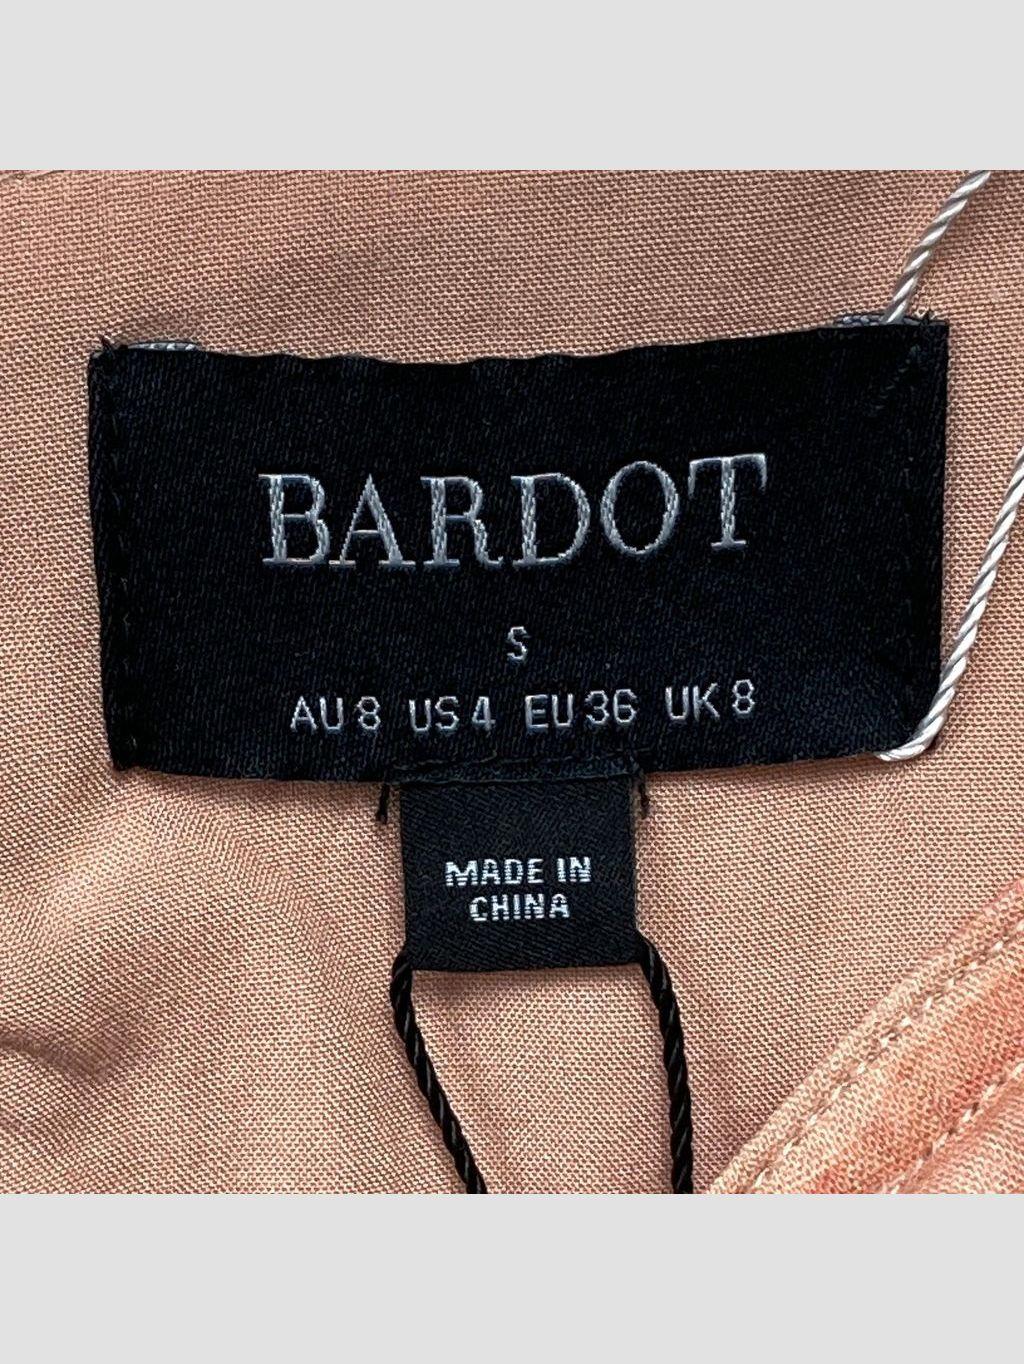 BARDOT
S
AU 8 US 4 EU 36 UK 8
MADE IN
CHINA